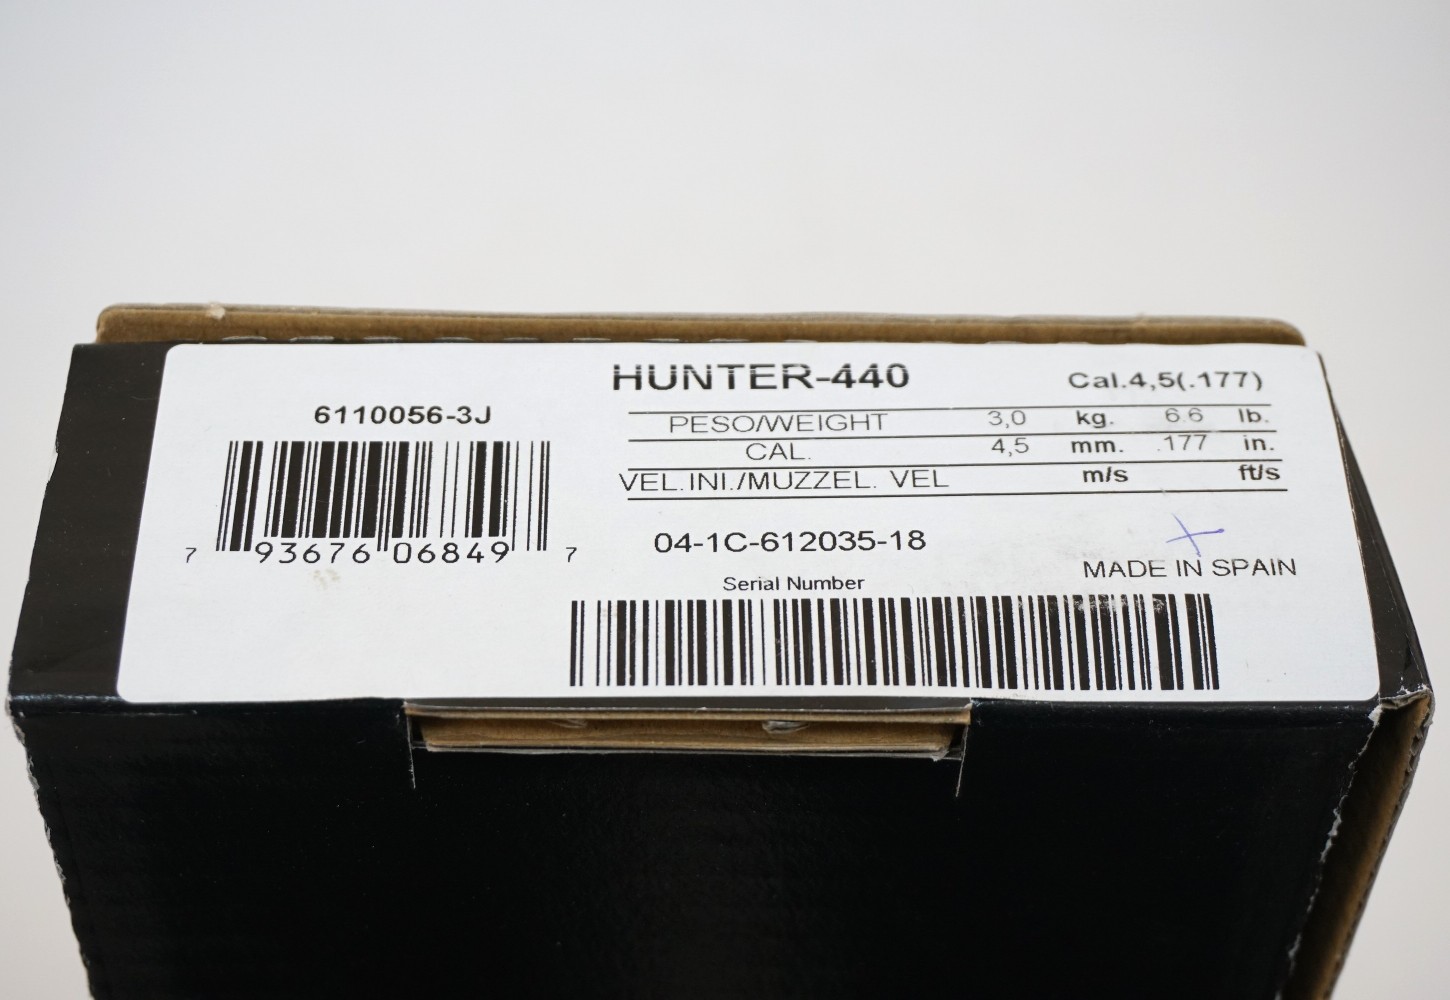 HUNTER-440 Cal.4,5(.177)
6110056-3J
PESO/WEIGHT 3,0 kg. 6.6 lb.
CAL. 4,5 mm. .177 in.
VEL.INI./MUZZEL. VEL m/s ft/s
7 93676 06849 7
04-1C-612035-18
Serial Number
MADE IN SPAIN